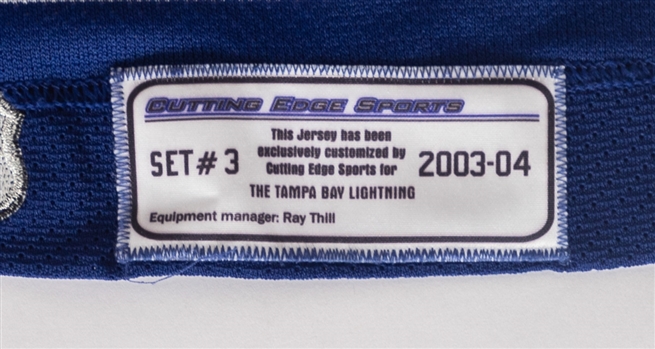 Cutting Edge Sports
This Jersey has been
exclusively customized by
Cutting Edge Sports for
SET# 3
2003-04
THE TAMPA BAY LIGHTNING
Equipment manager: Ray Thill